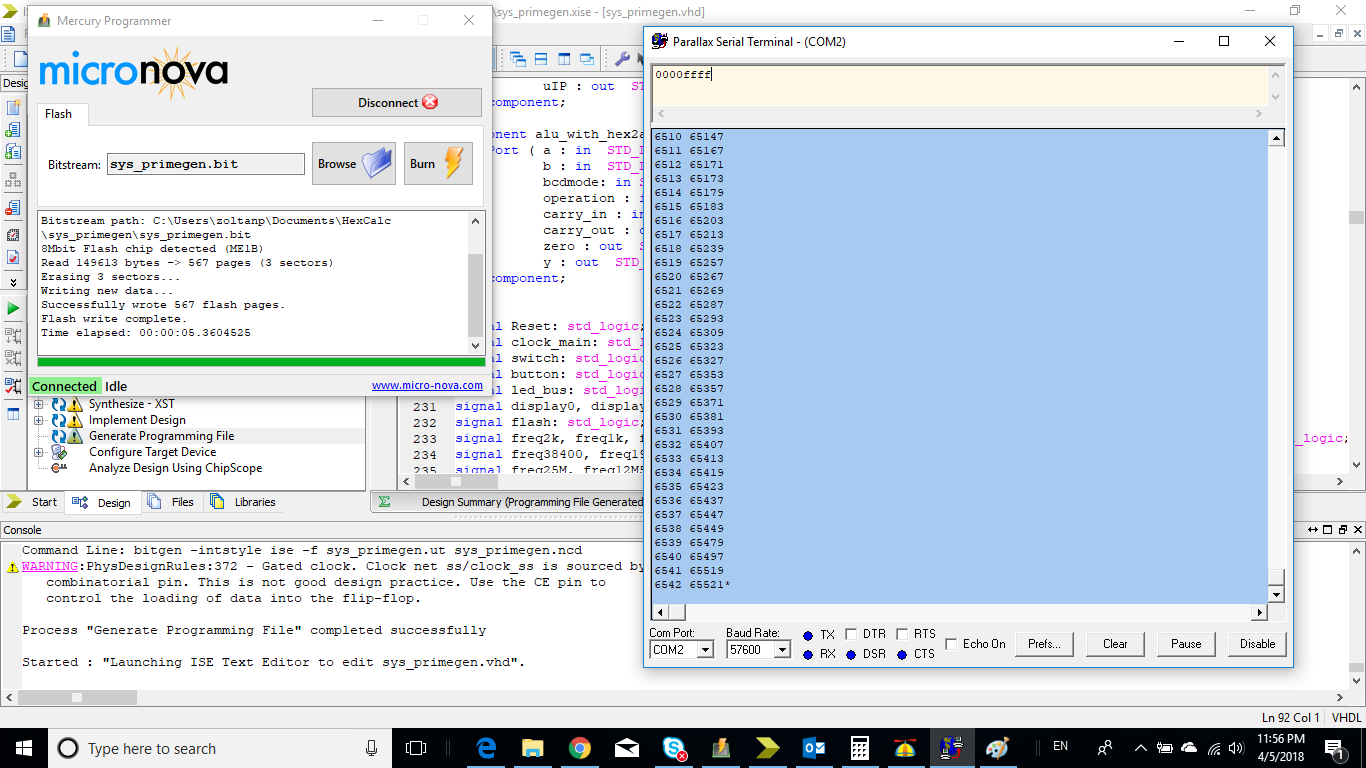 Mercury Programmer
micronova
Disconnect
Flash
Bitstream: sys_primegen.bit Browse Burn
Bitstream path: C:\Users\zoltanp\Documents\HexCalc
\sys_primegen\sys_primegen.bit
8Mbit Flash chip detected (ME1B)
Read 149613 bytes -> 567 pages (3 sectors)
Erasing 3 sectors...
Writing new data...
Successfully wrote 567 flash pages.
Flash write complete.
Time elapsed: 00:00:05.3604525
Connected Idle www.micro-nova.com
\sys_primegen.xise - [sys_primegen.vhd]
uIP : out ST
component;
nent alu_with_hex2a
Port ( a : in STD_L
b : in STD_
bcdmode: in S
operation : i
carry_in : in
carry_out : o
zero : out S
y : out STD_
component;
al Reset: std_logic;
al clock_main: std_l
al switch: std_logic
al button: std_logic
al led_bus: std_logi
231 signal display0, display
232 signal flash: std_logic;
233 signal freq2k, freq1k, f
_logic;
234 signal freq38400, freq19
235 signal freq25M, freq12M5
Synthesize - XST
Implement Design
Generate Programming File
Configure Target Device
Analyze Design Using ChipScope
Start Design Files Libraries
Design Summary (Programming File Generated
Console
Command Line: bitgen -intstyle ise -f sys_primegen.ut sys_primegen.ncd
WARNING:PhysDesignRules:372 - Gated clock. Clock net ss/clock_ss is sourced by
combinatorial pin. This is not good design practice. Use the CE pin to
control the loading of data into the flip-flop.
Process "Generate Programming File" completed successfully
Started : "Launching ISE Text Editor to edit sys_primegen.vhd".
Ln 92 Col 1 VHDL
Parallax Serial Terminal - (COM2)
0000ffff
6510 65147
6511 65167
6512 65171
6513 65173
6514 65179
6515 65183
6516 65203
6517 65213
6518 65239
6519 65257
6520 65267
6521 65269
6522 65287
6523 65293
6524 65309
6525 65323
6526 65327
6527 65353
6528 65357
6529 65371
6530 65381
6531 65393
6532 65407
6533 65413
6534 65419
6535 65423
6536 65437
6537 65447
6538 65449
6539 65479
6540 65497
6541 65519
6542 65521*
Com Port: Baud Rate: TX DTR RTS
COM2 57600 RX DSR CTS Echo On Prefs... Clear Pause Disable
Type here to search
EN
11:56 PM
4/5/2018
1